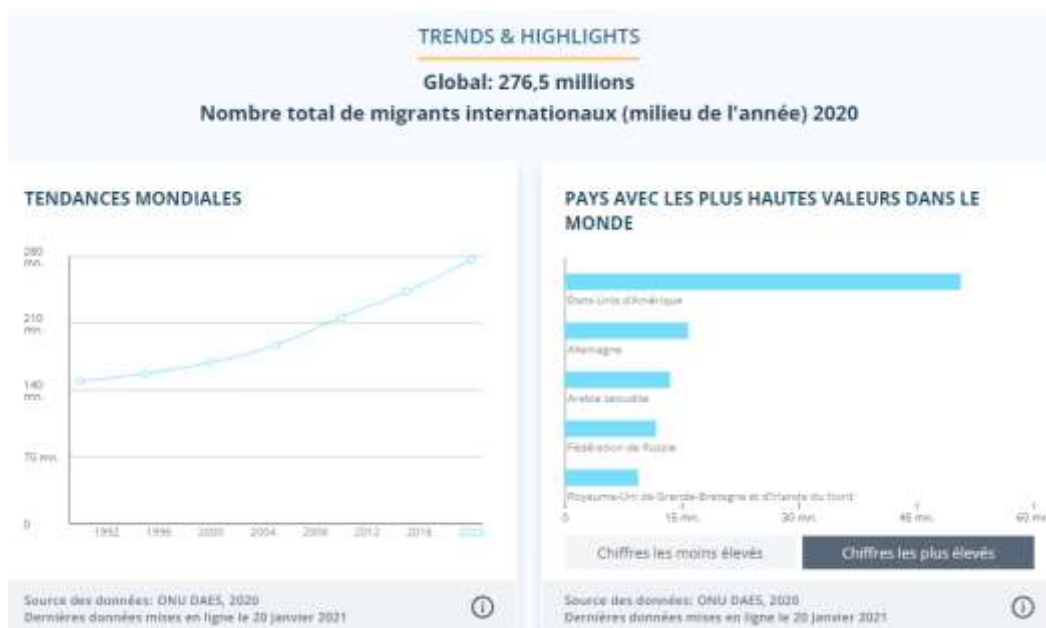 TRENDS & HIGHLIGHTS
Global: 276,5 millions
Nombre total de migrants internationaux (milieu de l'année) 2020
TENDANCES MONDIALES
280
mn.
210
mn.
140
mn.
70 mn.
0
1992 1996 2000 2004 2008 2012 2016 2020
Source des données: ONU DAES, 2020
Dernières données mises en ligne le 20 janvier 2021
PAYS AVEC LES PLUS HAUTES VALEURS DANS LE
MONDE
États-Unis d'Amérique
Allemagne
Arabie saoudite
Fédération de Russie
Royaume-Uni de Grande-Bretagne et d'Irlande du Nord
0 15 mn. 30 mn. 45 mn. 60 mn
Chiffres les moins élevés
Chiffres les plus élevés
Source des données: ONU DAES, 2020
Dernières données mises en ligne le 20 janvier 2021